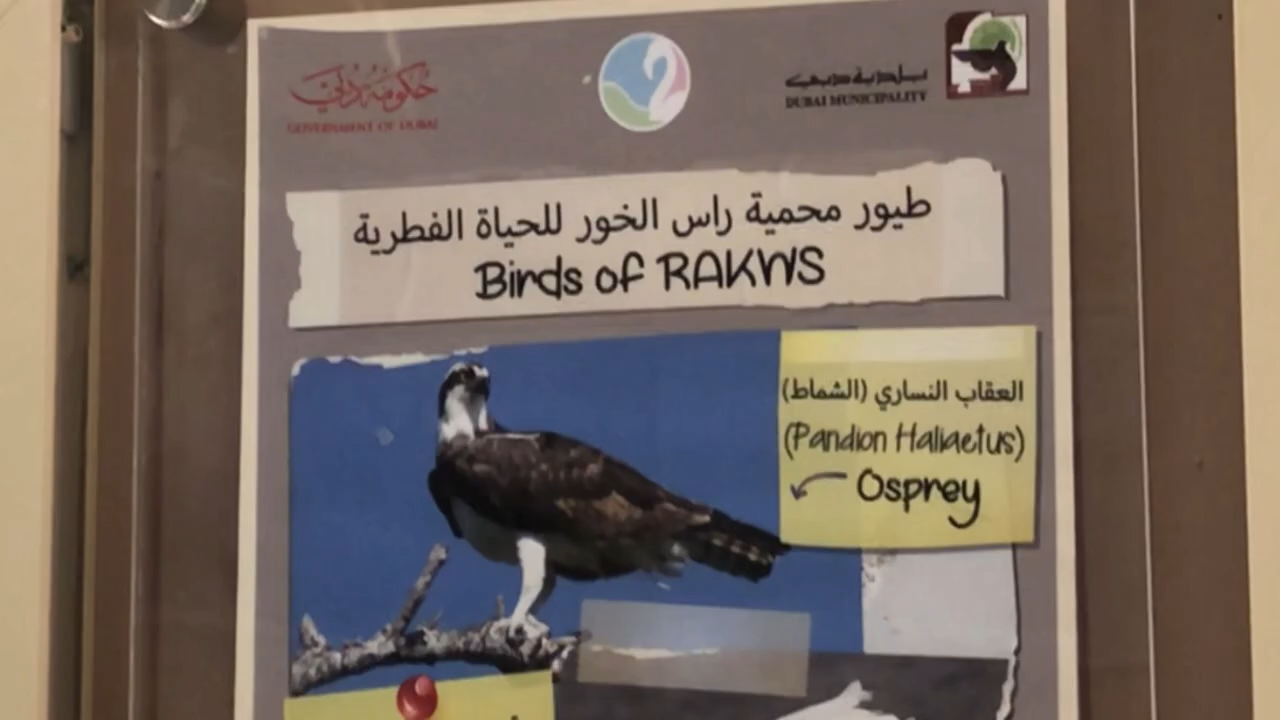 حكومة دبي
GOVERNMENT OF DUBAI
بلدية دبي
DUBAI MUNICIPALITY
طيور محمية راس الخور للحياة الفطرية
Birds of RAKWS
العقاب النساري (الشماط)
(Pandion Haliaetus)
Osprey